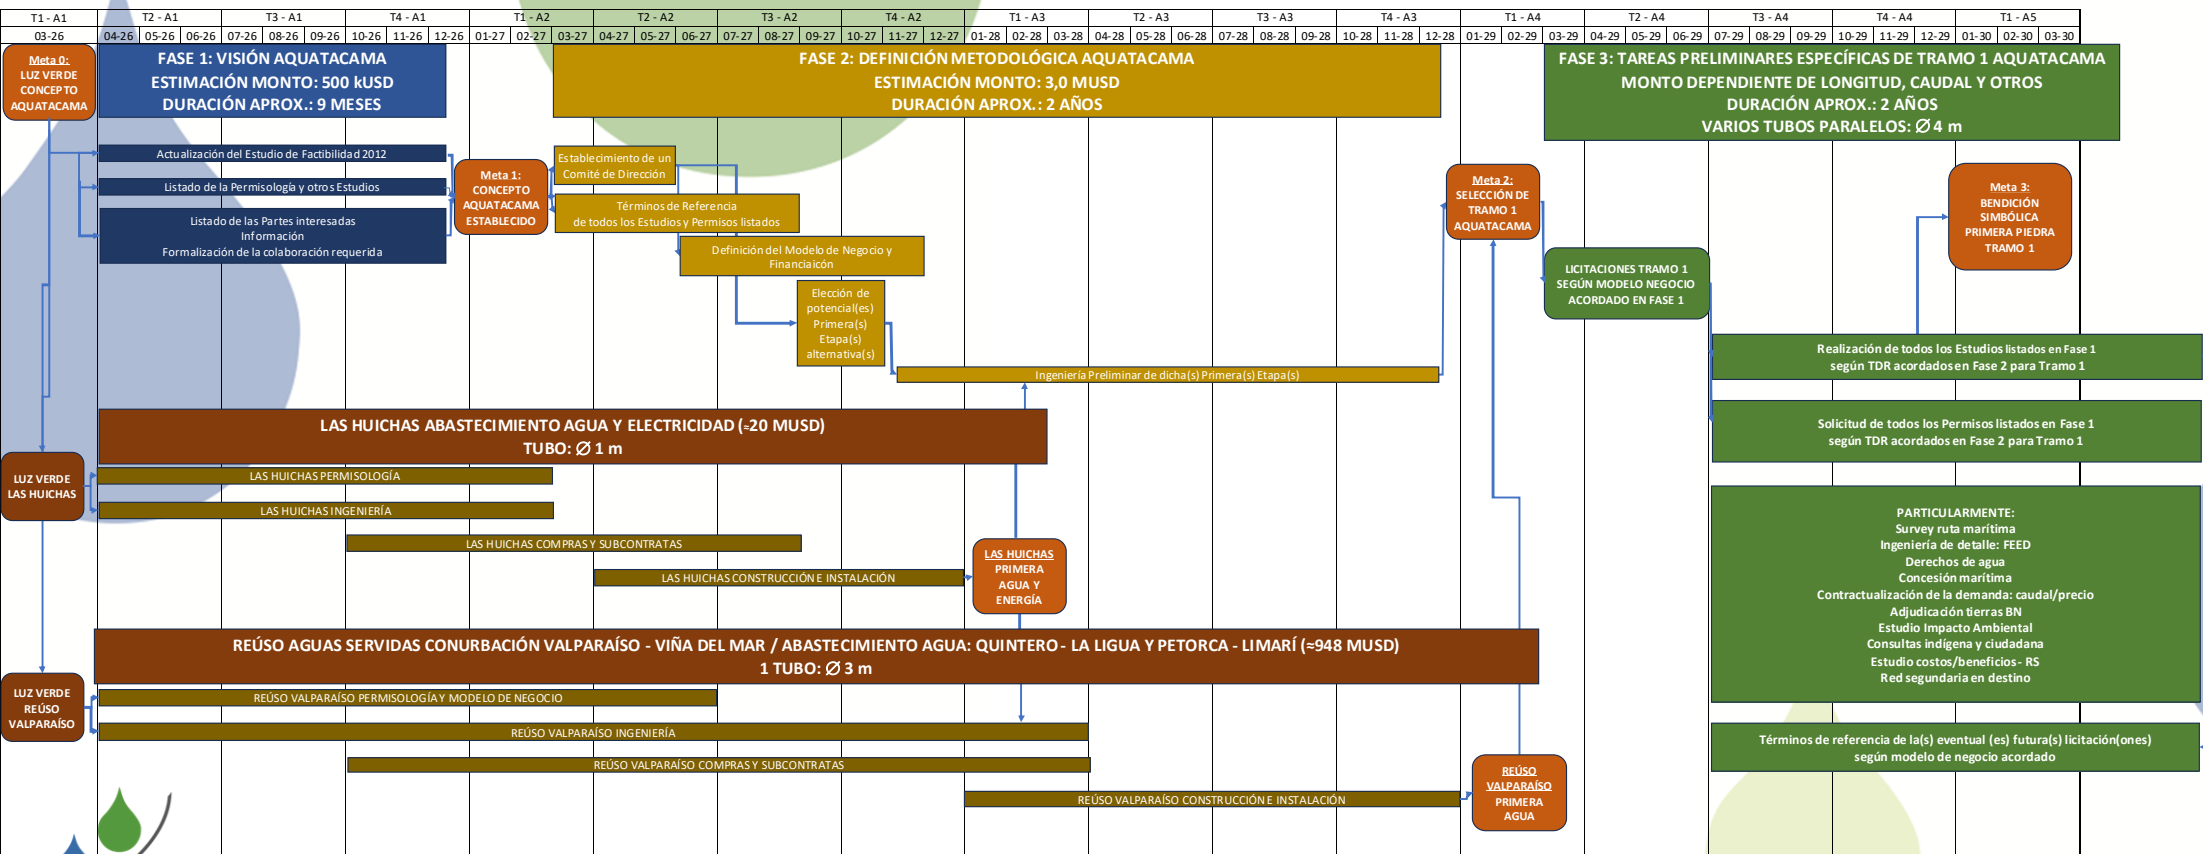 T1 - A1 T2 - A1 T3 - A1 T4 - A1 T1 - A2 T2 - A2 T3 - A2 T4 - A2 T1 - A3 T2 - A3 T3 - A3 T4 - A3 T1 - A4 T2 - A4 T3 - A4 T4 - A4 T1 - A5
03-26 04-26 05-26 06-26 07-26 08-26 09-26 10-26 11-26 12-26 01-27 02-27 03-27 04-27 05-27 06-27 07-27 08-27 09-27 10-27 11-27 12-27 01-28 02-28 03-28 04-28 05-28 06-28 07-28 08-28 09-28 10-28 11-28 12-28 01-29 02-29 03-29 04-29 05-29 06-29 07-29 08-29 09-29 10-29 11-29 12-29 01-30 02-30 03-30
Meta 0:
LUZ VERDE
CONCEPTO
AQUATACAMA
FASE 1: VISIÓN AQUATACAMA
ESTIMACIÓN MONTO: 500 kUSD
DURACIÓN APROX.: 9 MESES
FASE 2: DEFINICIÓN METODOLÓGICA AQUATACAMA
ESTIMACIÓN MONTO: 3,0 MUSD
DURACIÓN APROX.: 2 AÑOS
FASE 3: TAREAS PRELIMINARES ESPECÍFICAS DE TRAMO 1 AQUATACAMA
MONTO DEPENDIENTE DE LONGITUD, CAUDAL Y OTROS
DURACIÓN APROX.: 2 AÑOS
VARIOS TUBOS PARALELOS: Ø 4 m
Actualización del Estudio de Factibilidad 2012
Listado de la Permisología y otros Estudios
Listado de las Partes interesadas
Información
Formalización de la colaboración requerida
Meta 1:
CONCEPTO
AQUATACAMA
ESTABLECIDO
Establecimiento de un
Comité de Dirección
Términos de Referencia
de todos los Estudios y Permisos listados
Definición del Modelo de Negocio y
Financiaicón
Elección de
potencial(es)
Primera(s)
Etapa(s)
alternativa(s)
Ingeniería Preliminar de dicha(s) Primera(s) Etapa(s)
Meta 2:
SELECCIÓN DE
TRAMO 1
AQUATACAMA
LICITACIONES TRAMO 1
SEGÚN MODELO NEGOCIO
ACORDADO EN FASE 1
Meta 3:
BENDICIÓN
SIMBÓLICA
PRIMERA PIEDRA
TRAMO 1
Realización de todos los Estudios listados en Fase 1
según TDR acordados en Fase 2 para Tramo 1
Solicitud de todos los Permisos listados en Fase 1
según TDR acordados en Fase 2 para Tramo 1
PARTICULARMENTE:
Survey ruta marítima
Ingeniería de detalle: FEED
Derechos de agua
Concesión marítima
Contractualización de la demanda: caudal/precio
Adjudicación tierras BN
Estudio Impacto Ambiental
Consultas indígena y ciudadana
Estudio costos/beneficios - RS
Red segundaria en destino
Términos de referencia de la(s) eventual (es) futura(s) licitación(ones)
según modelo de negocio acordado
LAS HUICHAS ABASTECIMIENTO AGUA Y ELECTRICIDAD (≈20 MUSD)
TUBO: Ø 1 m
LUZ VERDE
LAS HUICHAS
LAS HUICHAS PERMISOLOGÍA
LAS HUICHAS INGENIERÍA
LAS HUICHAS COMPRAS Y SUBCONTRATAS
LAS HUICHAS CONSTRUCCIÓN E INSTALACIÓN
LAS HUICHAS
PRIMERA
AGUA Y
ENERGÍA
REÚSO AGUAS SERVIDAS CONURBACIÓN VALPARAÍSO - VIÑA DEL MAR / ABASTECIMIENTO AGUA: QUINTERO - LA LIGUA Y PETORCA - LIMARÍ (≈948 MUSD)
1 TUBO: Ø 3 m
LUZ VERDE
REÚSO
VALPARAÍSO
REÚSO VALPARAÍSO PERMISOLOGÍA Y MODELO DE NEGOCIO
REÚSO VALPARAÍSO INGENIERÍA
REÚSO VALPARAÍSO COMPRAS Y SUBCONTRATAS
REÚSO VALPARAÍSO CONSTRUCCIÓN E INSTALACIÓN
REÚSO
VALPARAÍSO
PRIMERA
AGUA